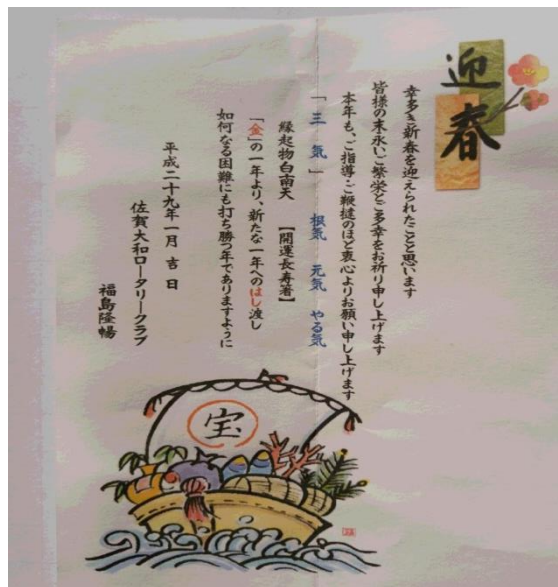 迎春
幸多き新春を迎えられたことと思います
皆様の末永いご繁栄とご多幸をお祈り申し上げます
本年も、ご指導・ご鞭撻のほど衷心よりお願い申し上げます
「三気」 根気 元気 やる気
縁起物白南天 【開運長寿箸】
「金」の一年より、新たな一年へのはし渡し
如何なる困難にも打ち勝つ年でありますように
平成二十九年一月 吉日
佐賀大和ロータリークラブ
福島隆暢
宝